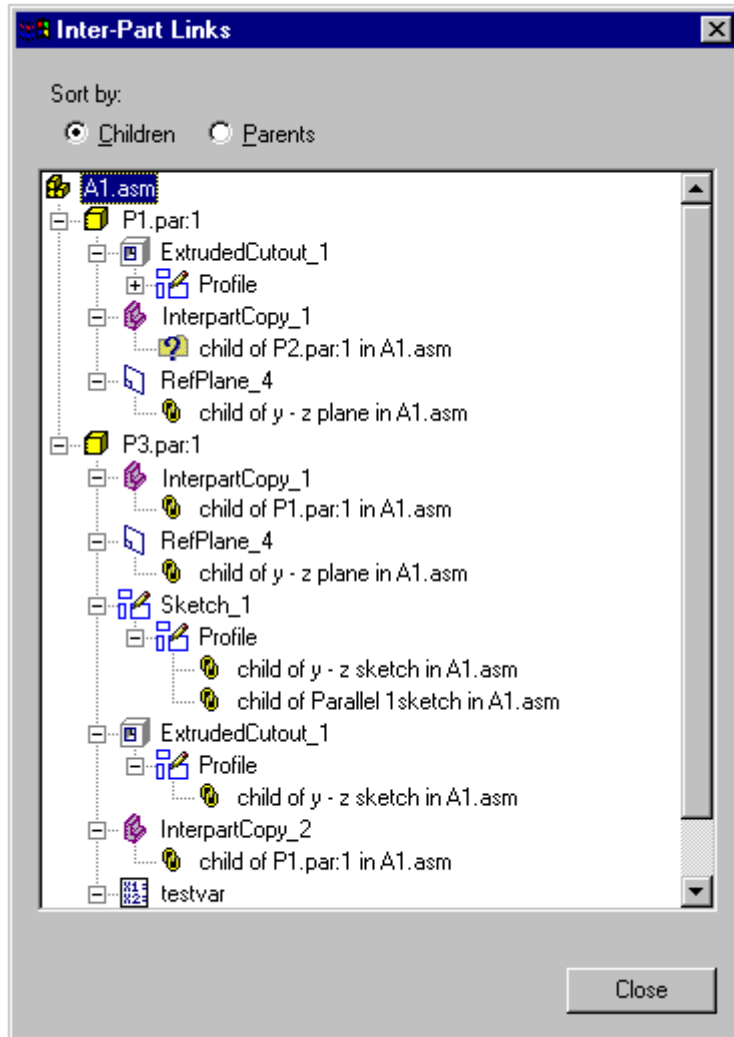 Inter-Part Links
Sort by:
Children Parents
A1.asm
P1.par:1
ExtrudedCutout_1
Profile
InterpartCopy_1
child of P2.par:1 in A1.asm
RefPlane_4
child of y - z plane in A1.asm
P3.par:1
InterpartCopy_1
child of P1.par:1 in A1.asm
RefPlane_4
child of y - z plane in A1.asm
Sketch_1
Profile
child of y - z sketch in A1.asm
child of Parallel 1sketch in A1.asm
ExtrudedCutout_1
Profile
child of y - z sketch in A1.asm
InterpartCopy_2
child of P1.par:1 in A1.asm
testvar
Close